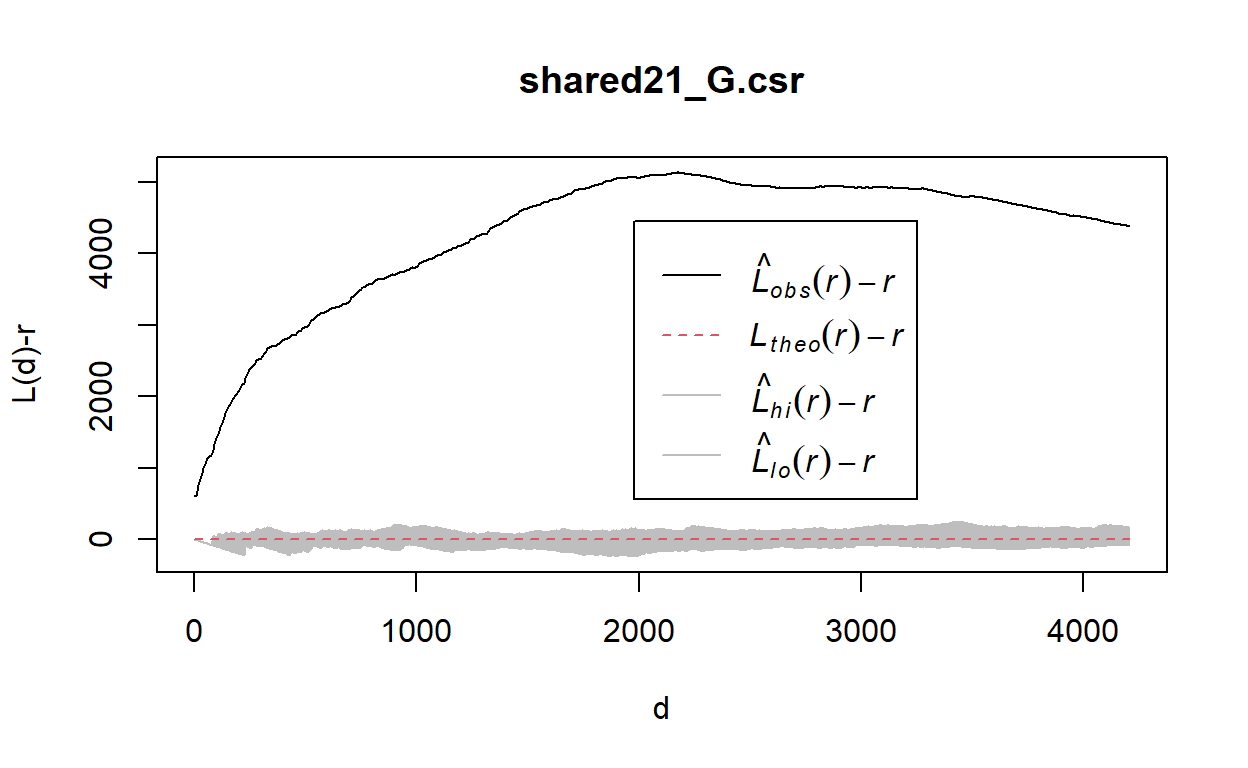 shared21_G.csr
L(d)-r
0
2000
4000
L̂obs(r) − r
Ltheo(r) − r
L̂hi(r) − r
L̂lo(r) − r
0 1000 2000 3000 4000
d